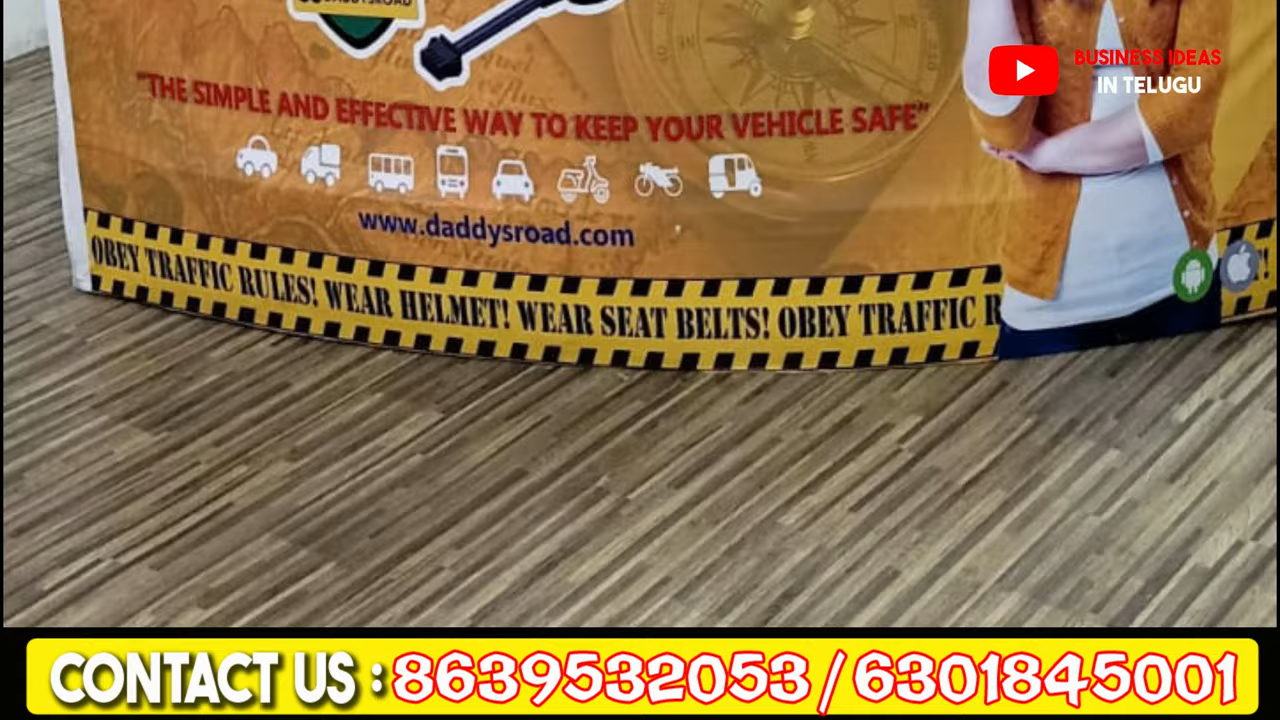 DADDYSROAD
BUSINESS IDEAS
IN TELUGU
"THE SIMPLE AND EFFECTIVE WAY TO KEEP YOUR VEHICLE SAFE"
www.daddysroad.com
OBEY TRAFFIC RULES! WEAR HELMET! WEAR SEAT BELTS! OBEY TRAFFIC R
CONTACT US : 8639532053 / 6301845001